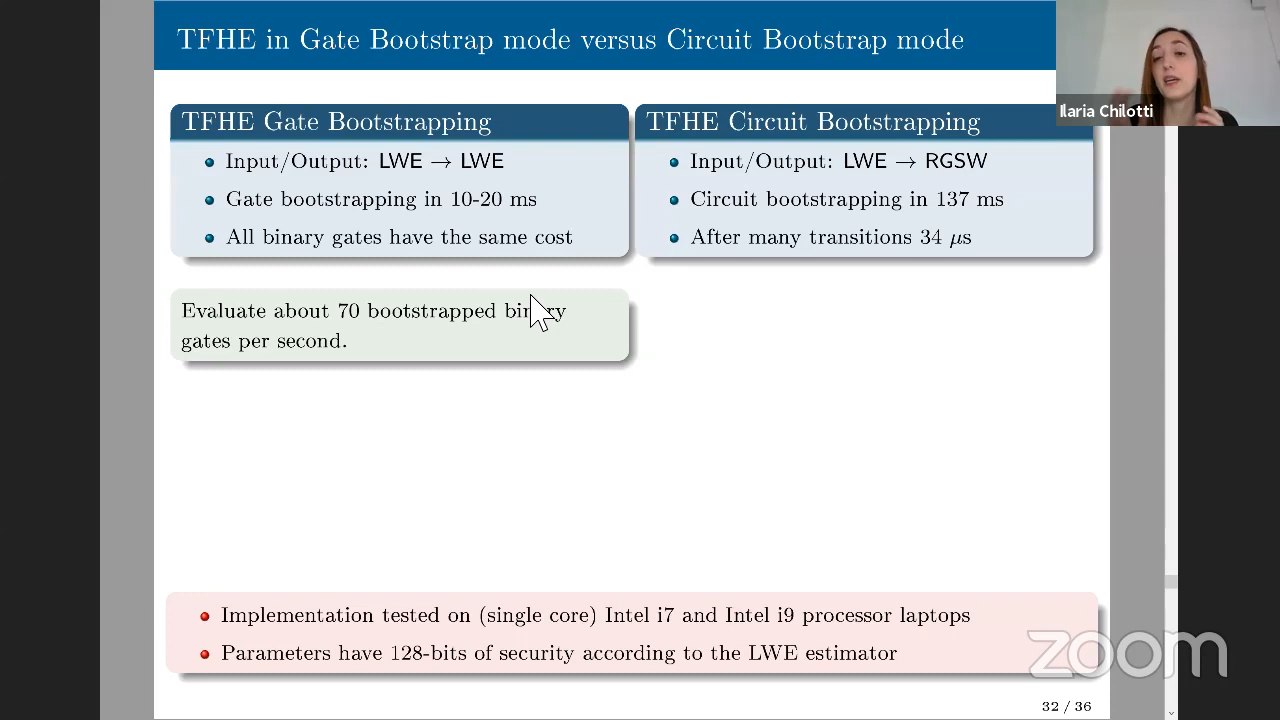 TFHE in Gate Bootstrap mode versus Circuit Bootstrap mode
Ilaria Chilotti
TFHE Gate Bootstrapping
Input/Output: LWE → LWE
Gate bootstrapping in 10-20 ms
All binary gates have the same cost
TFHE Circuit Bootstrapping
Input/Output: LWE → RGSW
Circuit bootstrapping in 137 ms
After many transitions 34 μs
Evaluate about 70 bootstrapped binary
gates per second.
Implementation tested on (single core) Intel i7 and Intel i9 processor laptops
Parameters have 128-bits of security according to the LWE estimator
zoom
32 / 36